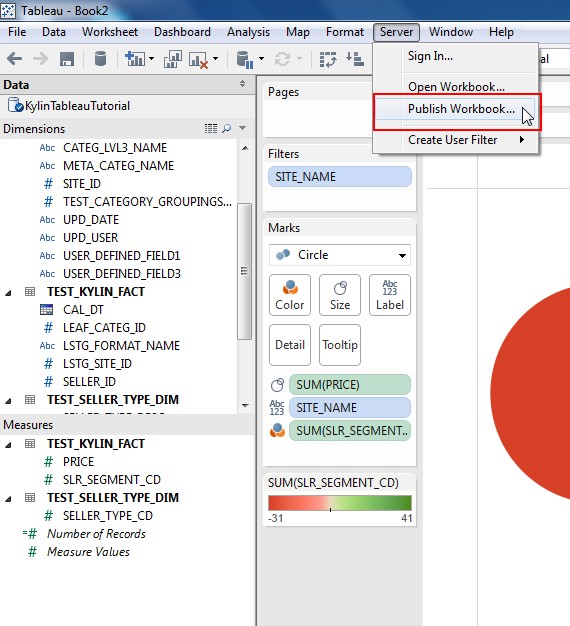 Tableau - Book2
File Data Worksheet Dashboard Analysis Map Format Server Window Help
Sign In...
Open Workbook...
Publish Workbook...
Create User Filter
al
Data
KylinTableauTutorial
Dimensions
Abc CATEG_LVL3_NAME
Abc META_CATEG_NAME
# SITE_ID
# TEST_CATEGORY_GROUPINGS...
Abc UPD_DATE
Abc UPD_USER
Abc USER_DEFINED_FIELD1
Abc USER_DEFINED_FIELD3
TEST_KYLIN_FACT
CAL_DT
# LEAF_CATEG_ID
Abc LSTG_FORMAT_NAME
# LSTG_SITE_ID
# SELLER_ID
TEST_SELLER_TYPE_DIM
Measures
TEST_KYLIN_FACT
# PRICE
# SLR_SEGMENT_CD
TEST_SELLER_TYPE_DIM
# SELLER_TYPE_CD
=# Number of Records
# Measure Values
Pages
Filters
SITE_NAME
Marks
Circle
Color
Size
Abc
123
Label
Detail
Tooltip
SUM(PRICE)
Abc
123
SITE_NAME
SUM(SLR_SEGMENT..
SUM(SLR_SEGMENT_CD)
-31 41